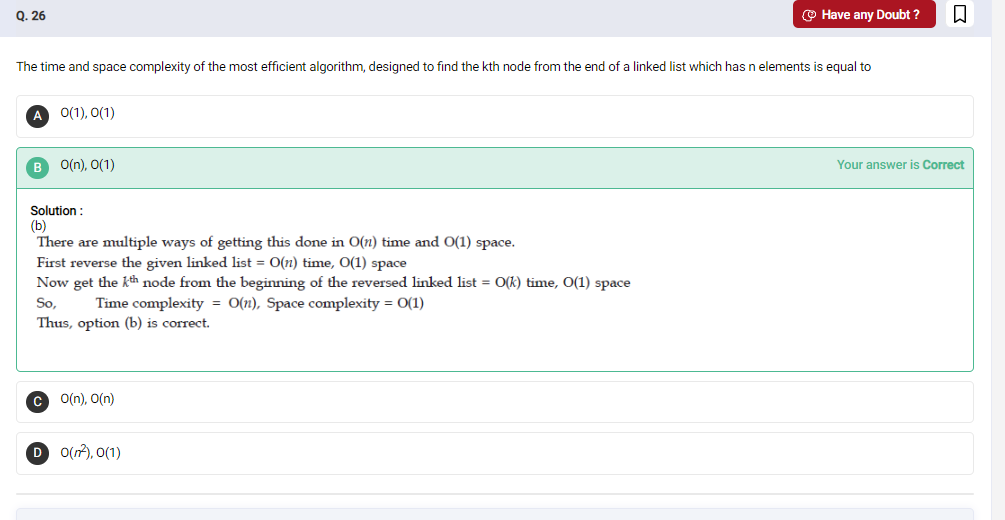 Q. 26
Have any Doubt ?
The time and space complexity of the most efficient algorithm, designed to find the kth node from the end of a linked list which has n elements is equal to
A O(1), O(1)
B O(n), O(1)
Your answer is Correct
Solution :
(b)
There are multiple ways of getting this done in O(n) time and O(1) space.
First reverse the given linked list = O(n) time, O(1) space
Now get the kth node from the beginning of the reversed linked list = O(k) time, O(1) space
So, Time complexity = O(n), Space complexity = O(1)
Thus, option (b) is correct.
C O(n), O(n)
D O(n²), O(1)